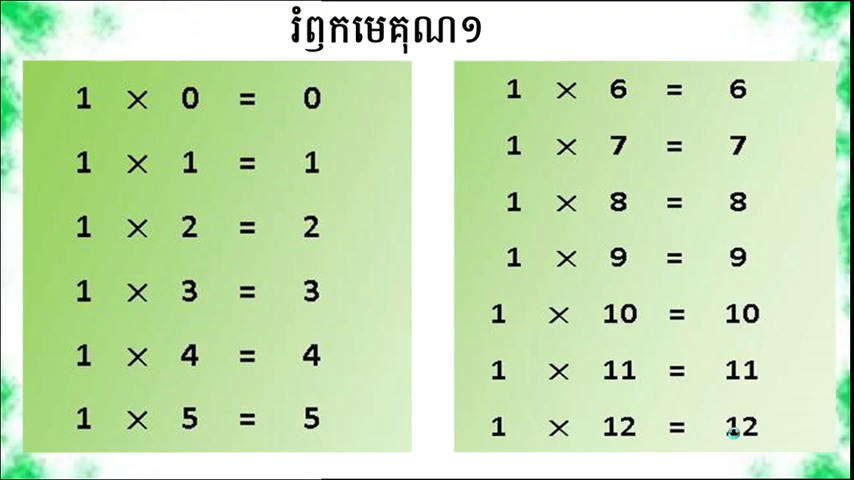 រំឭកមេគុណ១
1 × 0 = 0
1 × 1 = 1
1 × 2 = 2
1 × 3 = 3
1 × 4 = 4
1 × 5 = 5
1 × 6 = 6
1 × 7 = 7
1 × 8 = 8
1 × 9 = 9
1 × 10 = 10
1 × 11 = 11
1 × 12 = 12